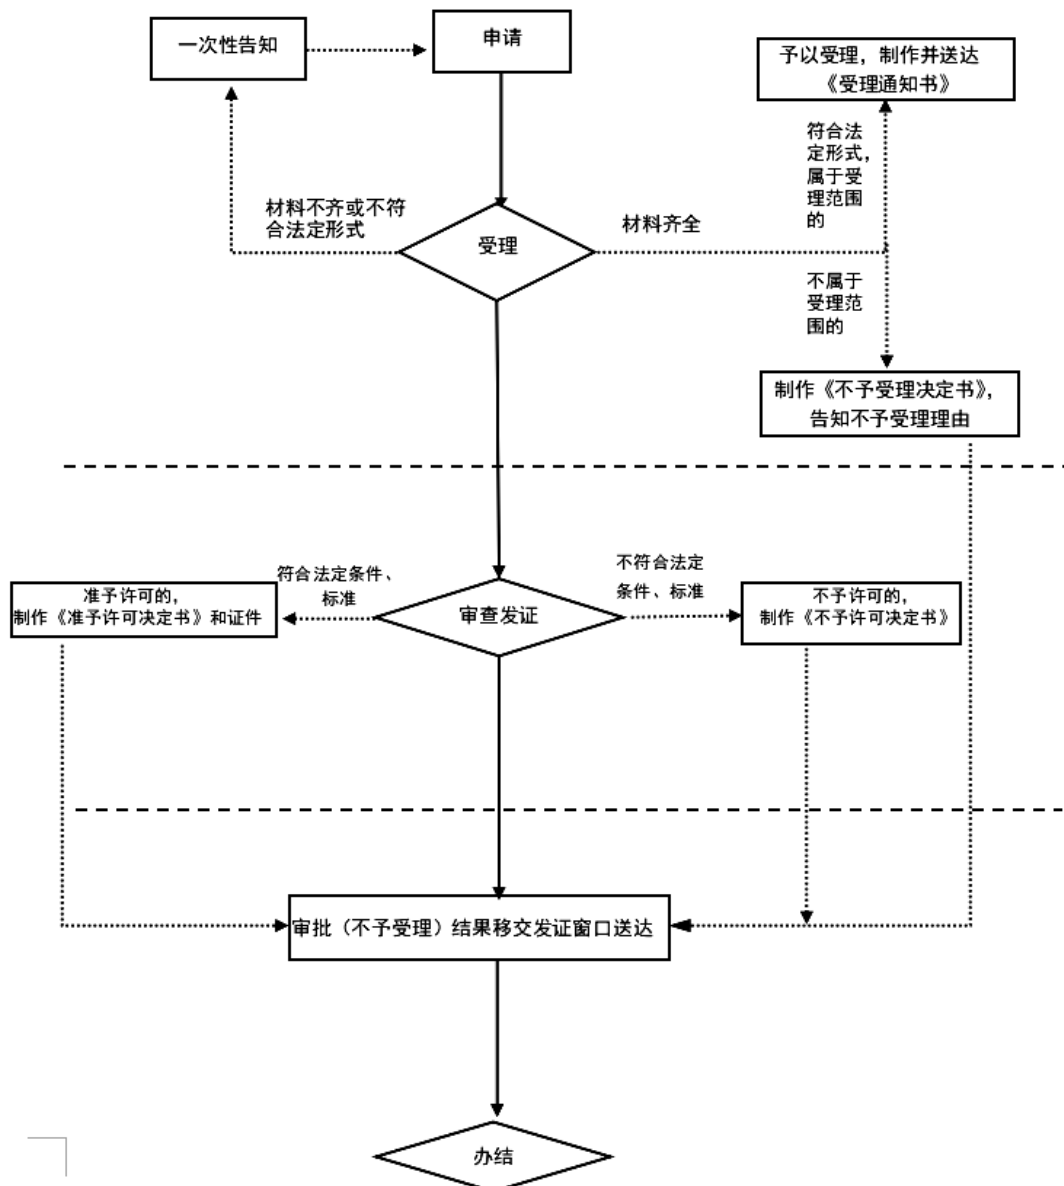 一次性告知
申请
予以受理，制作并送达
《受理通知书》
符合法
定形式，
属于受
理范围
的
材料不齐或不符
合法定形式
受理
材料齐全
不属于
受理范
围的
制作《不予受理决定书》，
告知不予受理理由
符合法定条件、
标准
审查发证
不符合法定
条件、标准
准予许可的，
制作《准予许可决定书》和证件
不予许可的，
制作《不予许可决定书》
审批（不予受理）结果移交发证窗口送达
办结